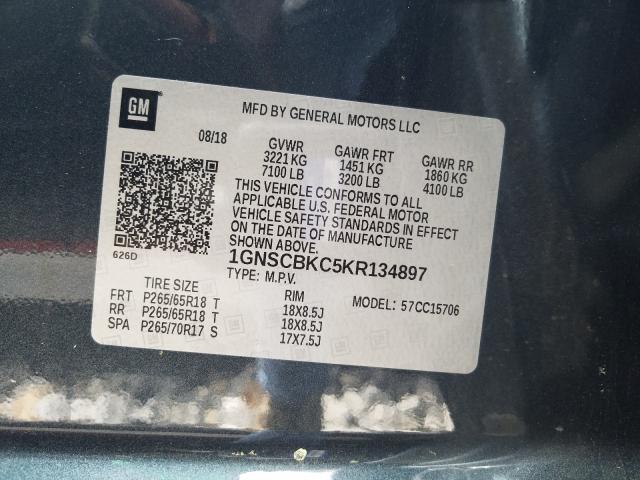 GM
MFD BY GENERAL MOTORS LLC
08/18
GVWR GAWR FRT GAWR RR
3221 KG 1451 KG 1860 KG
7100 LB 3200 LB 4100 LB
THIS VEHICLE CONFORMS TO ALL
APPLICABLE U.S. FEDERAL MOTOR
VEHICLE SAFETY STANDARDS IN EFFECT
ON THE DATE OF MANUFACTURE
SHOWN ABOVE.
626D
1GNSCBKC5KR134897
TYPE: M.P.V.
TIRE SIZE RIM MODEL: 57CC15706
FRT P265/65R18 T 18X8.5J
RR P265/65R18 T 18X8.5J
SPA P265/70R17 S 17X7.5J